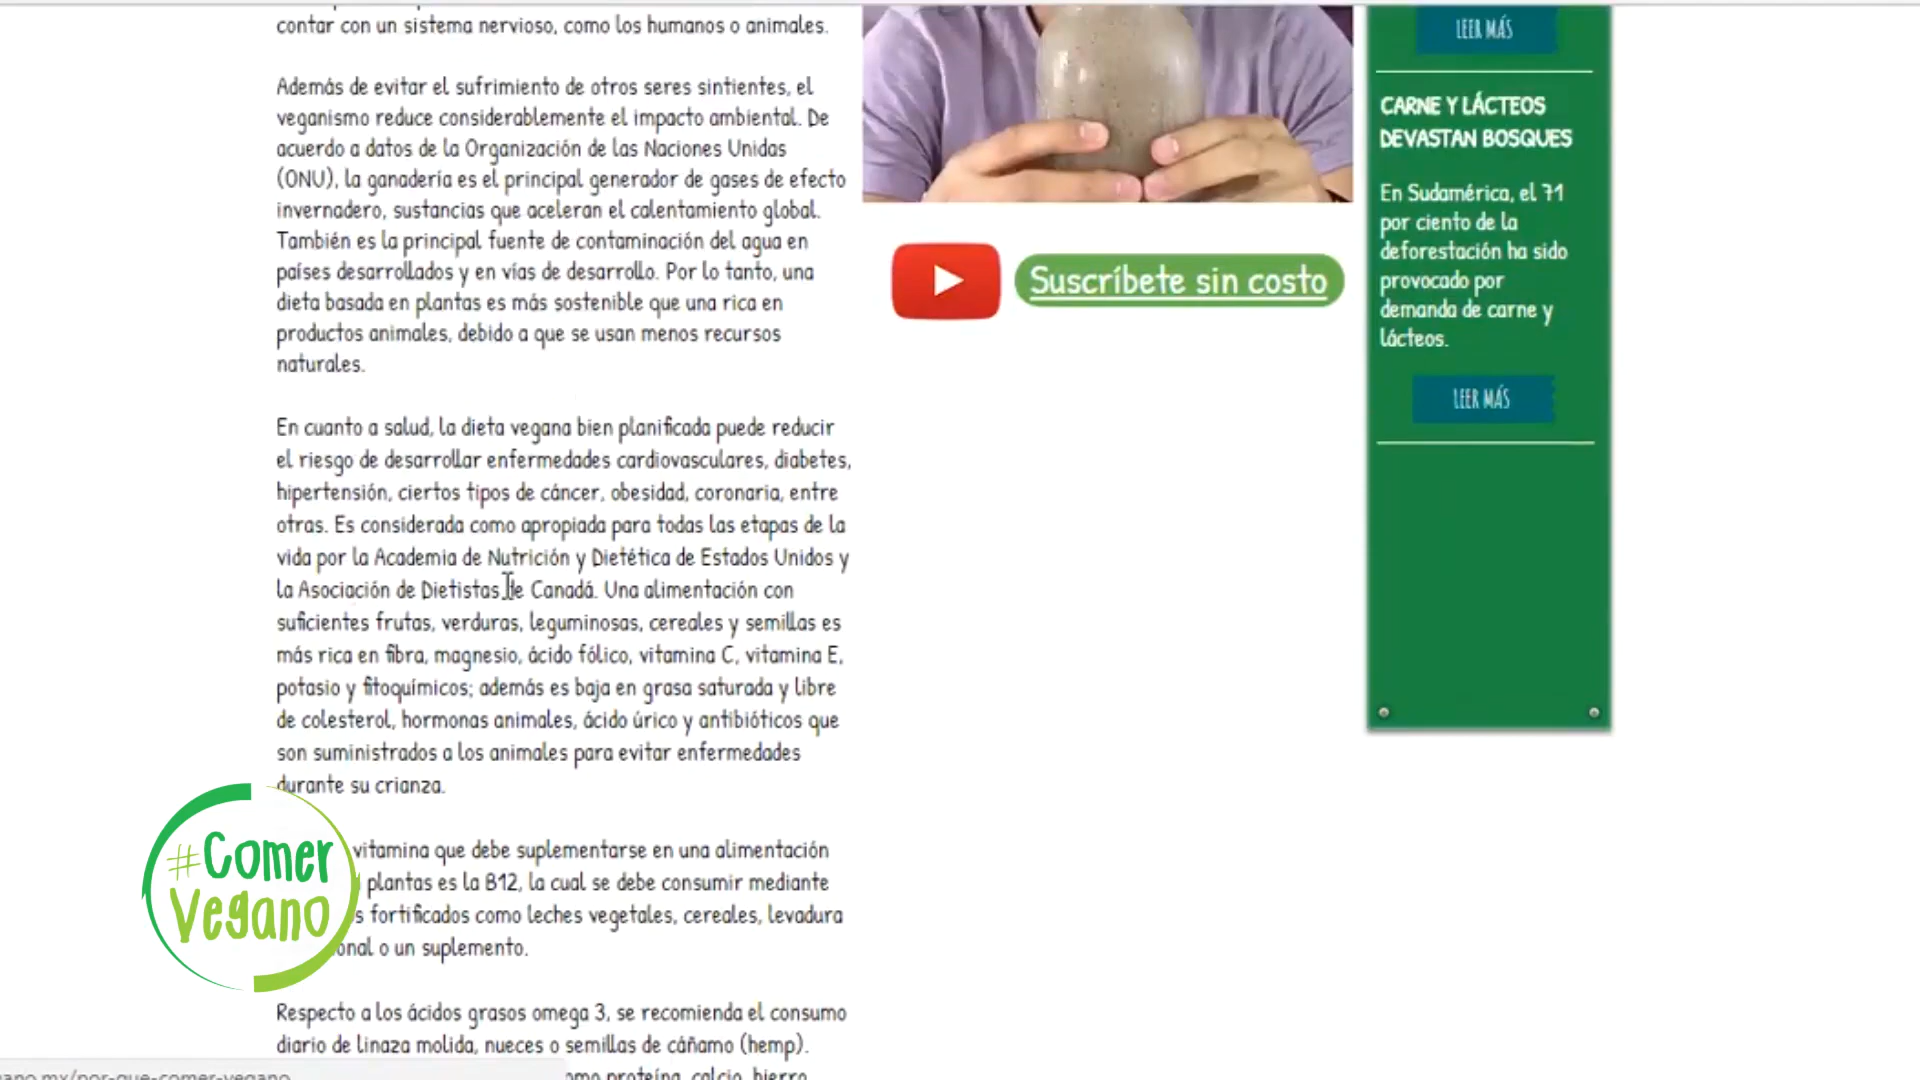 contar con un sistema nervioso, como los humanos o animales.
Además de evitar el sufrimiento de otros seres sintientes, el
veganismo reduce considerablemente el impacto ambiental. De
acuerdo a datos de la Organización de las Naciones Unidas
(ONU), la ganadería es el principal generador de gases de efecto
invernadero, sustancias que aceleran el calentamiento global.
También es la principal fuente de contaminación del agua en
países desarrollados y en vías de desarrollo. Por lo tanto, una
dieta basada en plantas es más sostenible que una rica en
productos animales, debido a que se usan menos recursos
naturales.
En cuanto a salud, la dieta vegana bien planificada puede reducir
el riesgo de desarrollar enfermedades cardiovasculares, diabetes,
hipertensión, ciertos tipos de cáncer, obesidad, coronaria, entre
otras. Es considerada como apropiada para todas las etapas de la
vida por la Academia de Nutrición y Dietética de Estados Unidos y
la Asociación de Dietistas de Canadá. Una alimentación con
suficientes frutas, verduras, leguminosas, cereales y semillas es
más rica en fibra, magnesio, ácido fólico, vitamina C, vitamina E,
potasio y fitoquímicos; además es baja en grasa saturada y libre
de colesterol, hormonas animales, ácido úrico y antibióticos que
son suministrados a los animales para evitar enfermedades
durante su crianza.
vitamina que debe suplementarse en una alimentación
plantas es la B12, la cual se debe consumir mediante
s fortificados como leches vegetales, cereales, levadura
onal o un suplemento.
Respecto a los ácidos grasos omega 3, se recomienda el consumo
diario de linaza molida, nueces o semillas de cáñamo (hemp).
omo proteína, calcio, hierro
#Comer
Vegano
ano.mx/por-que-comer-vegano
Suscríbete sin costo
LEER MÁS
CARNE Y LÁCTEOS
DEVASTAN BOSQUES
En Sudamérica, el 71
por ciento de la
deforestación ha sido
provocado por
demanda de carne y
lácteos.
LEER MÁS